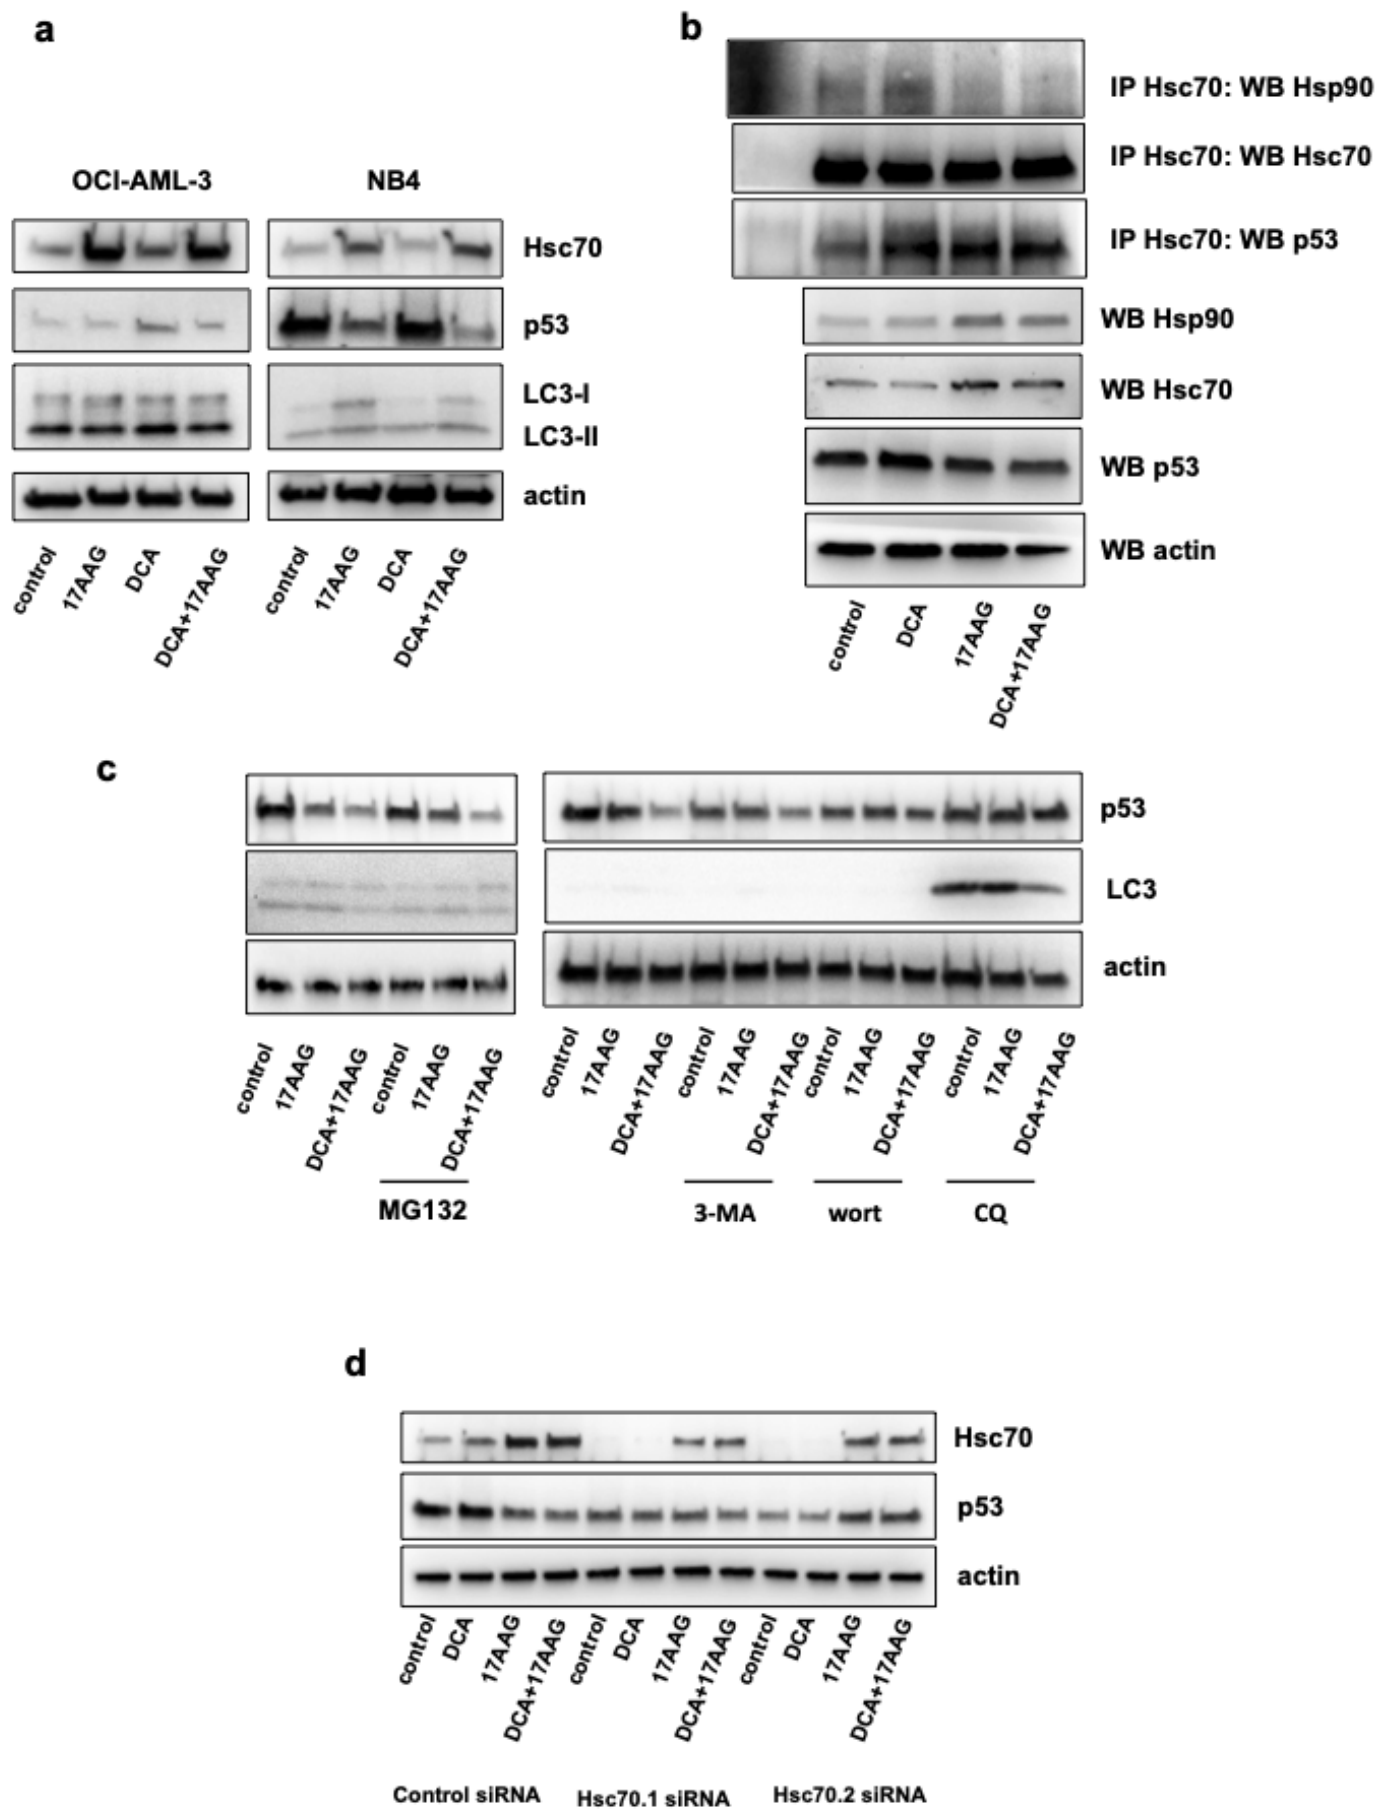 a
OCI-AML-3 NB4
Hsc70
p53
LC3-I
LC3-II
actin
control 17AAG DCA DCA+17AAG control 17AAG DCA DCA+17AAG
b
IP Hsc70: WB Hsp90
IP Hsc70: WB Hsc70
IP Hsc70: WB p53
WB Hsp90
WB Hsc70
WB p53
WB actin
control DCA 17AAG DCA+17AAG
c
p53
LC3
actin
control 17AAG DCA+17AAG control 17AAG DCA+17AAG control 17AAG DCA+17AAG control 17AAG DCA+17AAG control 17AAG DCA+17AAG control 17AAG DCA+17AAG
MG132 3-MA wort CQ
d
Hsc70
p53
actin
control DCA 17AAG DCA+17AAG control DCA 17AAG DCA+17AAG control DCA 17AAG DCA+17AAG
Control siRNA Hsc70.1 siRNA Hsc70.2 siRNA